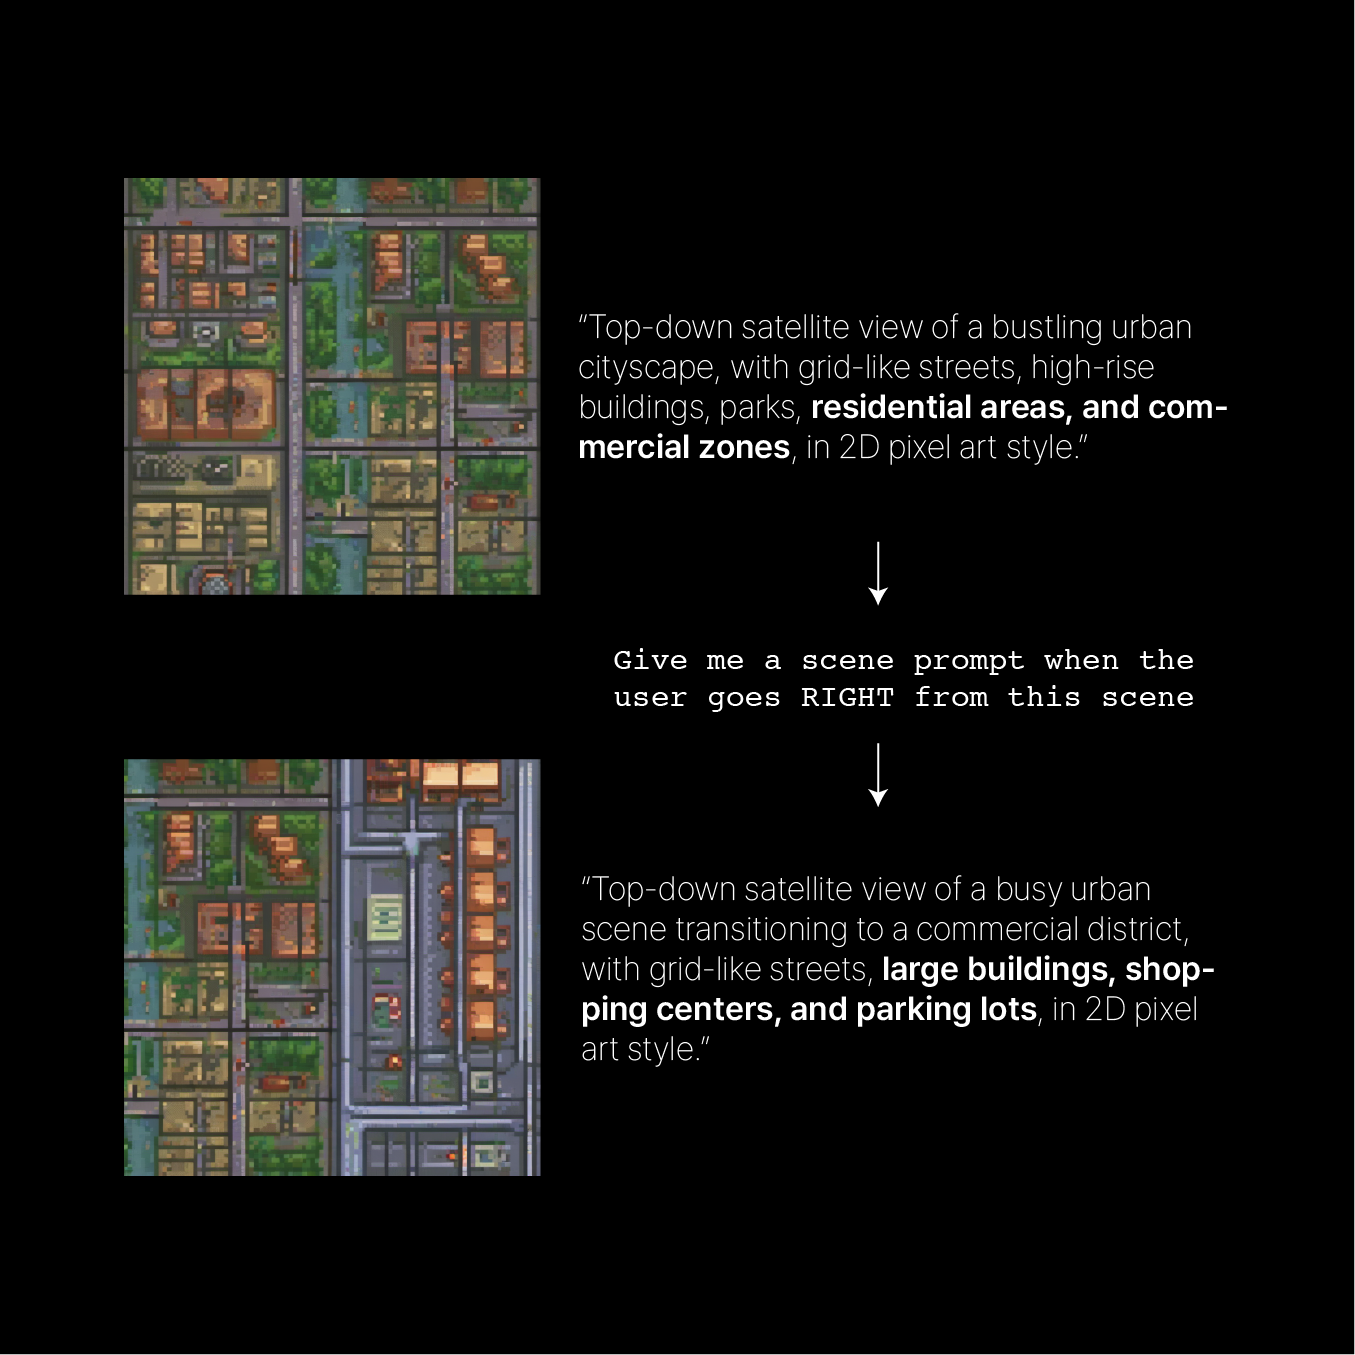 “Top-down satellite view of a bustling urban
cityscape, with grid-like streets, high-rise
buildings, parks, residential areas, and com-
mercial zones, in 2D pixel art style.”
Give me a scene prompt when the
user goes RIGHT from this scene
“Top-down satellite view of a busy urban
scene transitioning to a commercial district,
with grid-like streets, large buildings, shop-
ping centers, and parking lots, in 2D pixel
art style.”